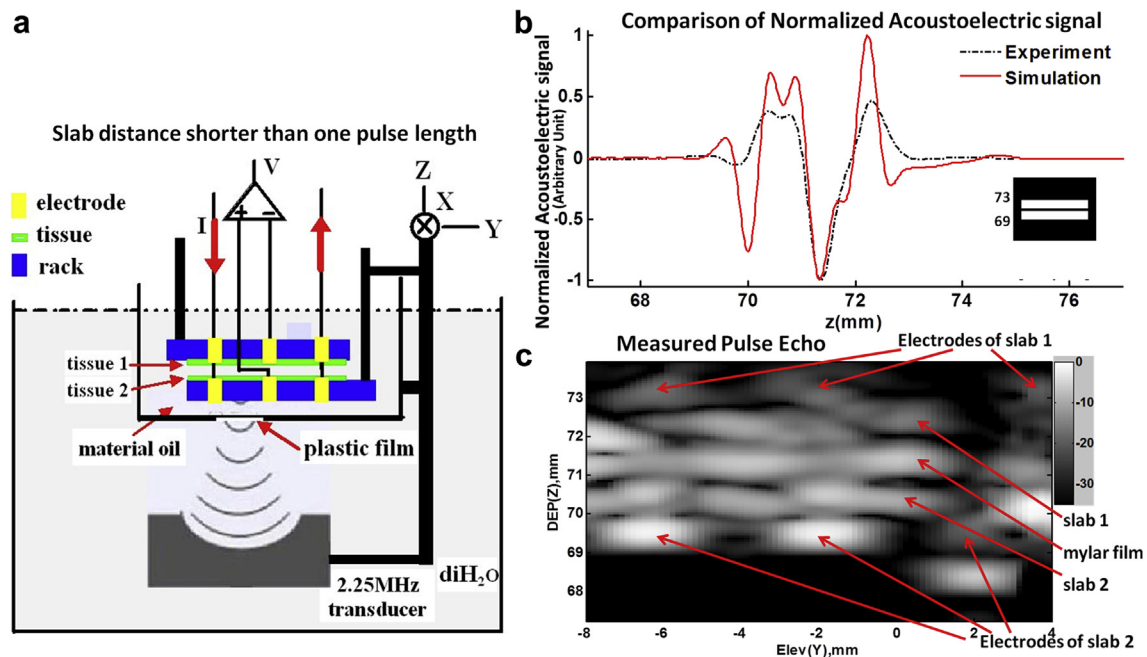 a
Slab distance shorter than one pulse length
electrode
tissue
rack
V
+ -
I
Z
X
Y
tissue 1
tissue 2
material oil
plastic film
2.25MHz
transducer
diH₂O
b
Comparison of Normalized Acoustoelectric signal
Normalized Acoustoelectric signal
(Arbitrary Unit)
Experiment
Simulation
1
0.5
0
-0.5
-1
73
69
68 70 72 74 76
z(mm)
c
Measured Pulse Echo
Electrodes of slab 1
DEP(Z),mm
73
72
71
70
69
68
0
-10
-20
-30
slab 1
mylar film
slab 2
Electrodes of slab 2
-8 -6 -4 -2 0 2 4
Elev(Y),mm